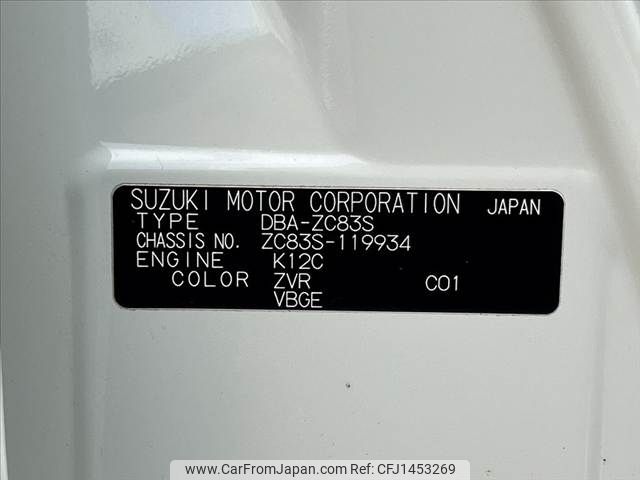 SUZUKI MOTOR CORPORATION JAPAN
TYPE DBA-ZC83S
CHASSIS NO. ZC83S-119934
ENGINE K12C
COLOR ZVR C01
VBGE
www.CarFromJapan.com - CFJ1453269